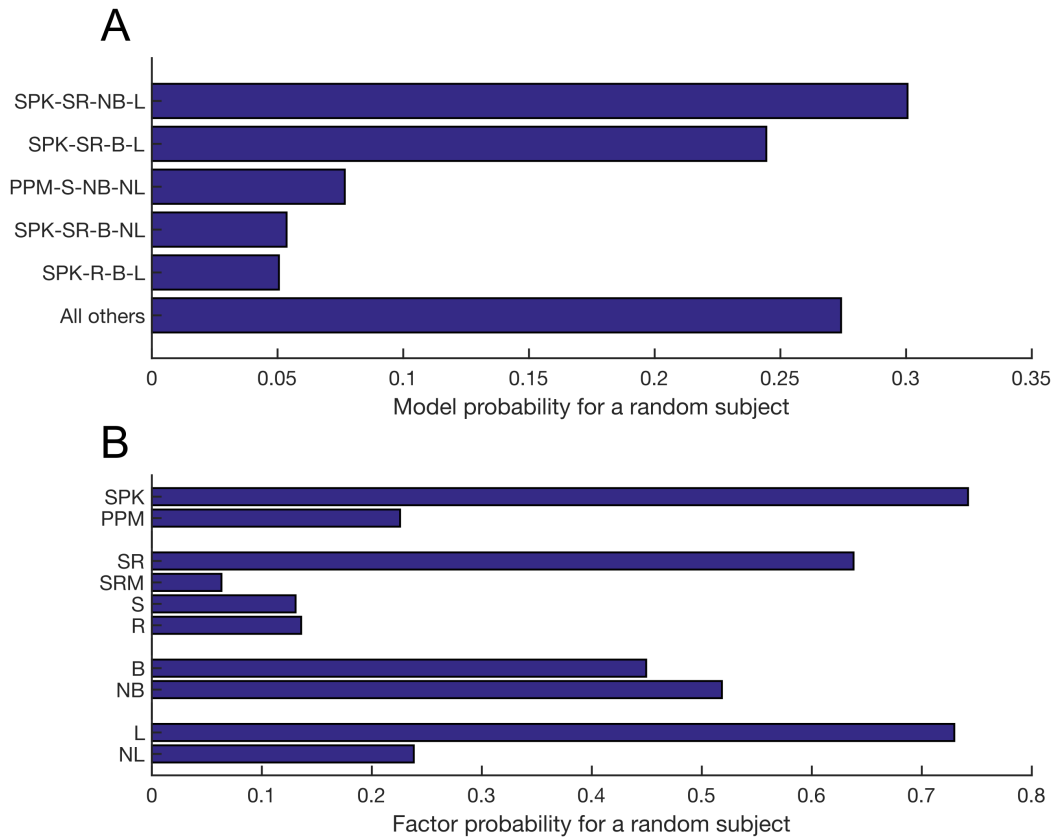 A
SPK-SR-NB-L
SPK-SR-B-L
PPM-S-NB-NL
SPK-SR-B-NL
SPK-R-B-L
All others
0 0.05 0.1 0.15 0.2 0.25 0.3 0.35
Model probability for a random subject
B
SPK
PPM
SR
SRM
S
R
B
NB
L
NL
0 0.1 0.2 0.3 0.4 0.5 0.6 0.7 0.8
Factor probability for a random subject